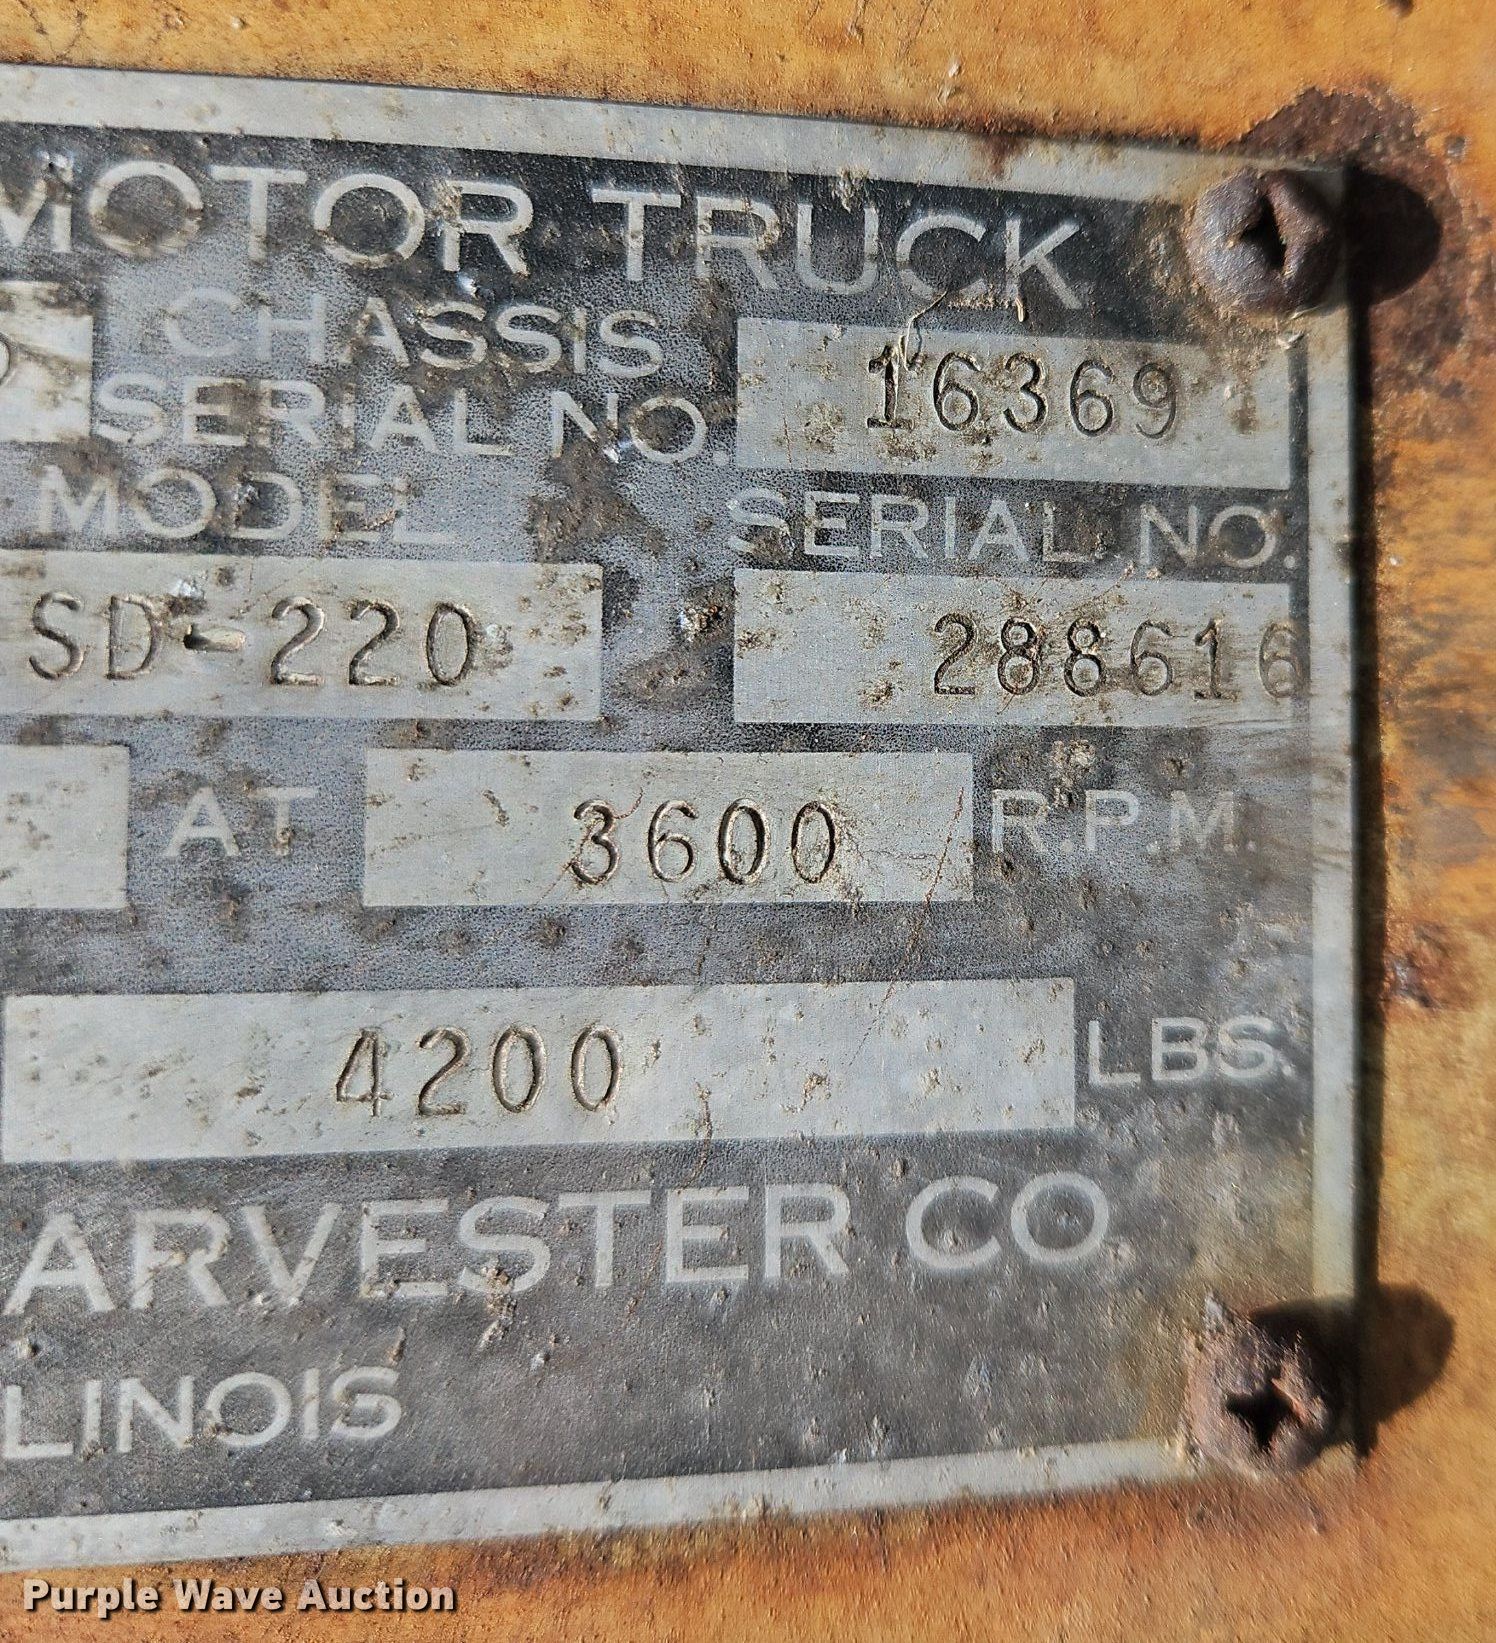 MOTOR TRUCK
CHASSIS
SERIAL NO. 16369
MODEL SERIAL NO.
SD-220 288616
AT 3600 R.P.M.
4200 LBS.
ARVESTER CO.
LINOIS
Purple Wave Auction